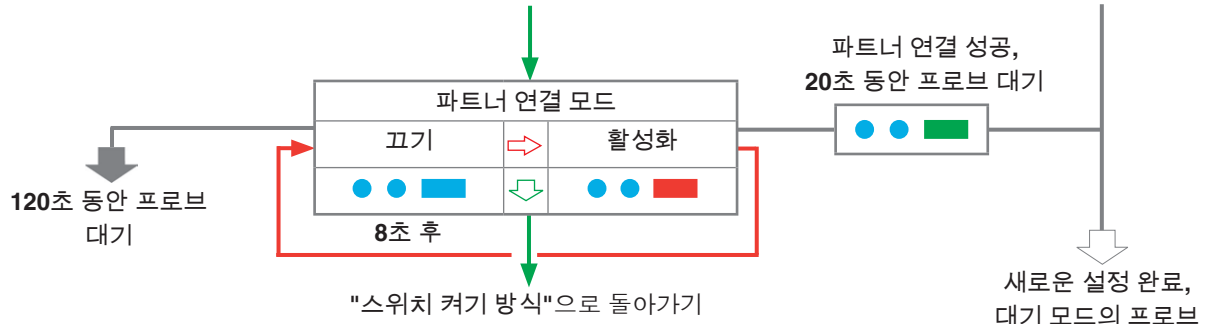 파트너 연결 성공,
20초 동안 프로브 대기
파트너 연결 모드
끄기
활성화
120초 동안 프로브
대기
8초 후
"스위치 켜기 방식"으로 돌아가기
새로운 설정 완료,
대기 모드의 프로브